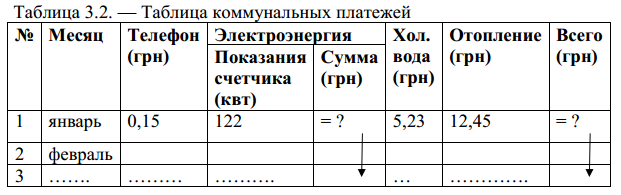 Таблица 3.2. — Таблица коммунальных платежей
№ Месяц Телефон (грн) Электроэнергия Хол. вода (грн) Отопление (грн) Всего (грн)
Показания счетчика (квт) Сумма (грн)
1 январь 0,15 122 = ? 5,23 12,45 = ?
2 февраль
3 ……. ……… ………. … ………….